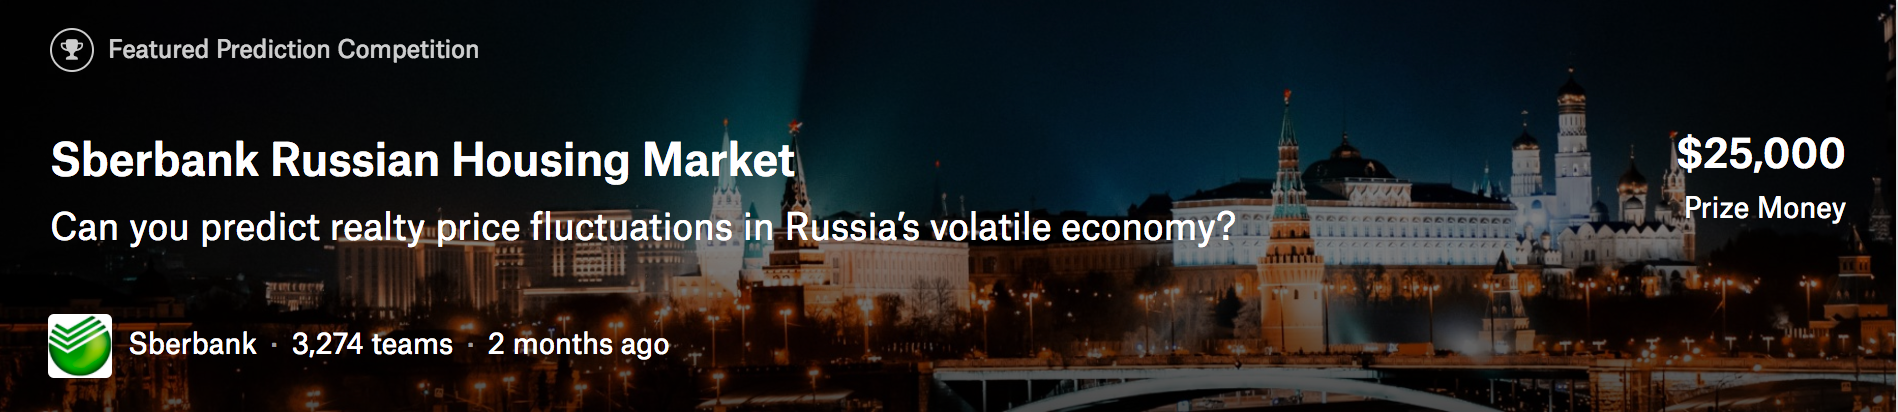 Featured Prediction Competition
Sberbank Russian Housing Market
$25,000
Can you predict realty price fluctuations in Russia’s volatile economy?
Prize Money
Sberbank · 3,274 teams · 2 months ago